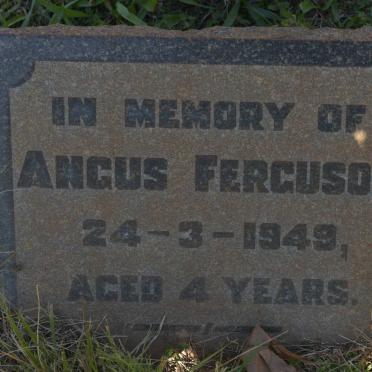 IN MEMORY OF
ANGUS FERGUSO
24-3-1949,
AGED 4 YEARS.